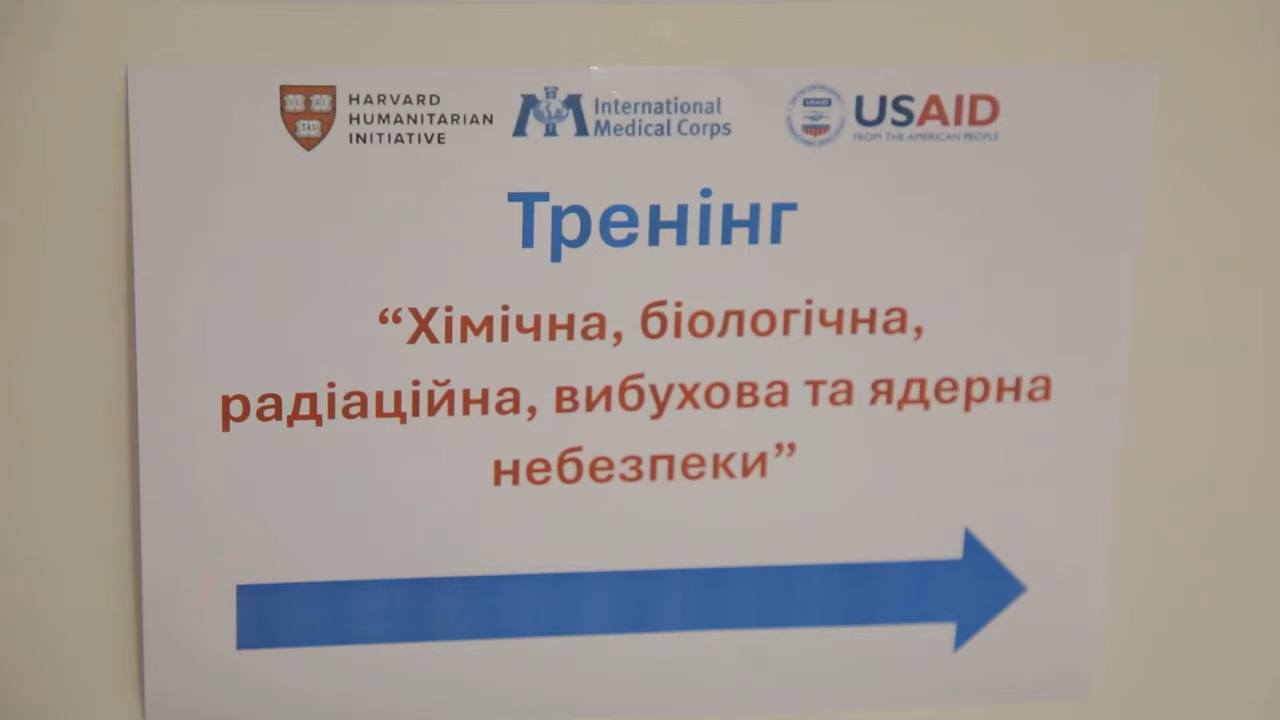 HARVARD
HUMANITARIAN
INITIATIVE
International
Medical Corps
USAID
FROM THE AMERICAN PEOPLE
Тренінг
“Хімічна, біологічна,
радіаційна, вибухова та ядерна
небезпеки”